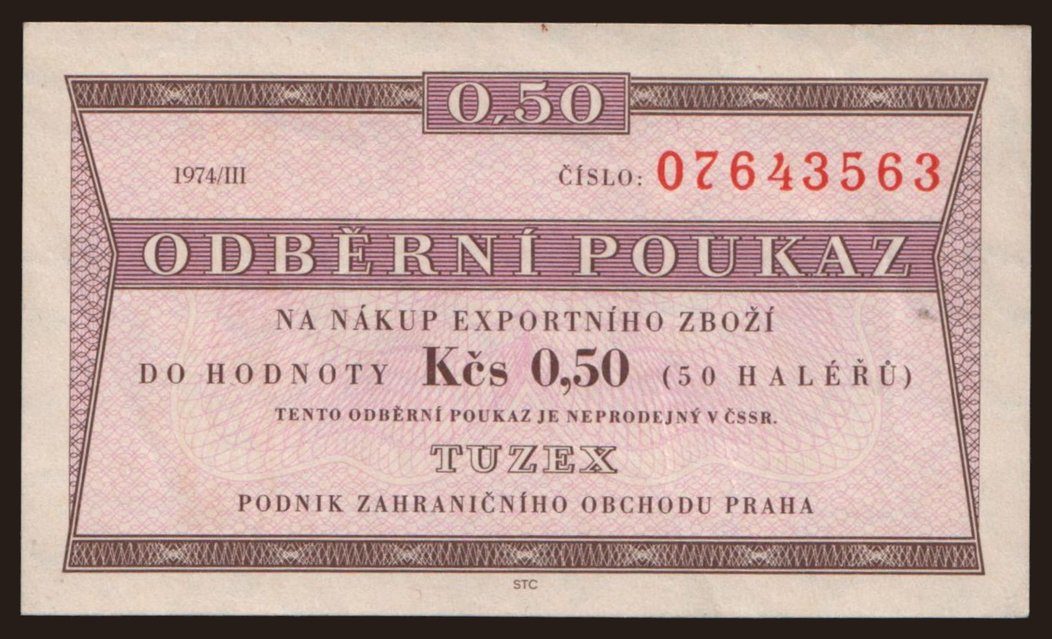 0,50
1974/III
ČÍSLO: 07643563
ODBĚRNÍ POUKAZ
NA NÁKUP EXPORTNÍHO ZBOŽÍ
DO HODNOTY Kčs 0,50 (50 HALÉŘŮ)
TENTO ODBĚRNÍ POUKAZ JE NEPRODEJNÝ V ČSSR.
TUZEX
PODNIK ZAHRANIČNÍHO OBCHODU PRAHA
STC